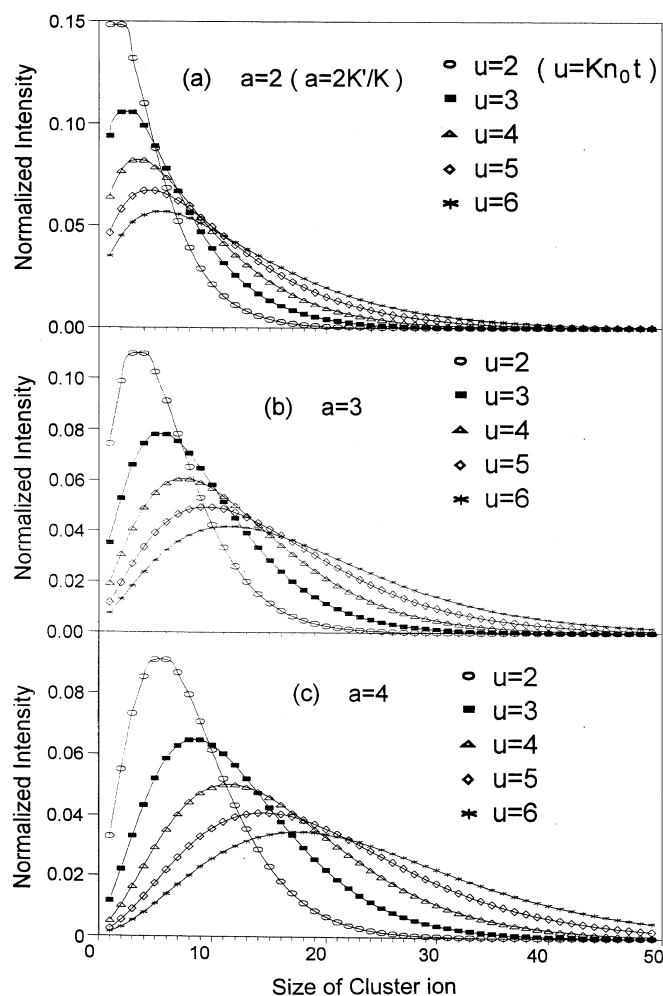 0.15
0.10
0.05
0.00
Normalized Intensity
(a) a=2 ( a=2K'/K)
u=2 ( u=Kn₀t )
u=3
u=4
u=5
u=6
0.10
0.08
0.06
0.04
0.02
0.00
Normalized Intensity
(b) a=3
u=2
u=3
u=4
u=5
u=6
0.08
0.06
0.04
0.02
0
Normalized Intensity
(c) a=4
u=2
u=3
u=4
u=5
u=6
0 10 20 30 40 50
Size of Cluster ion